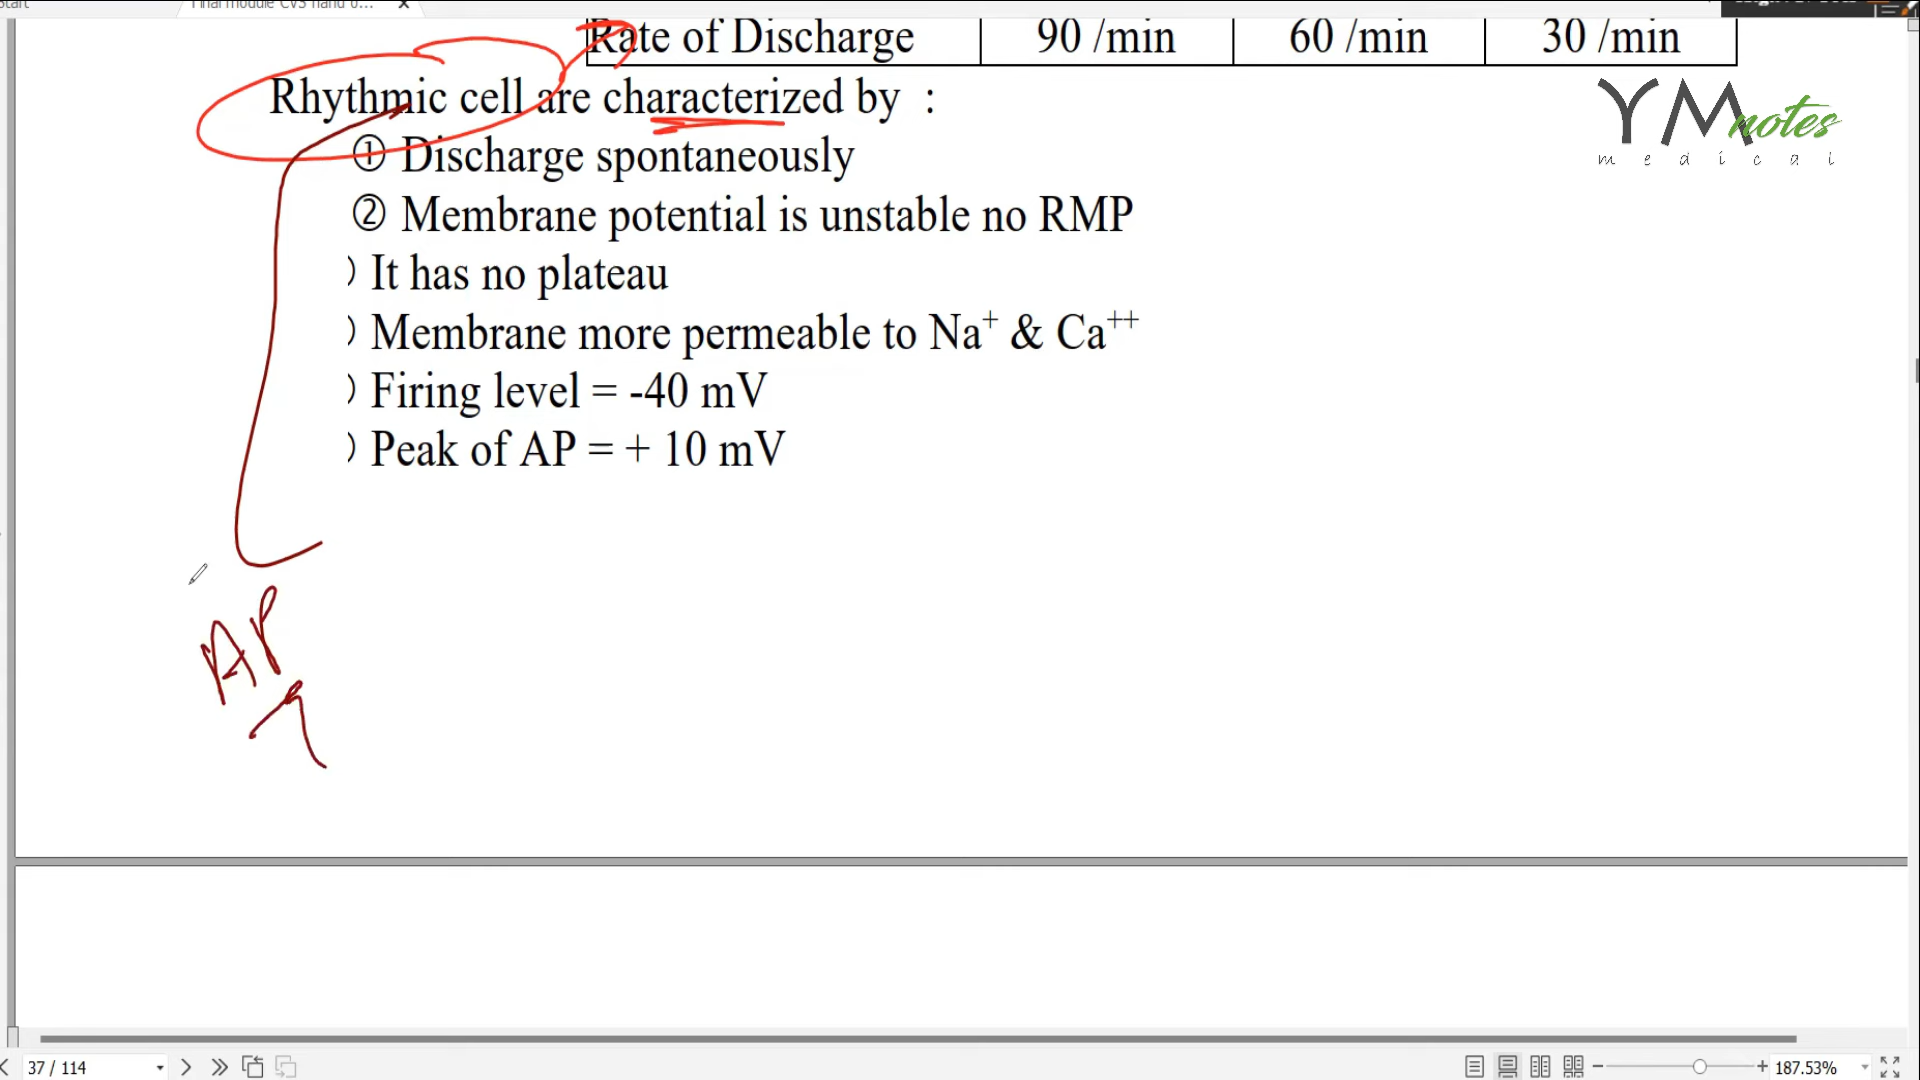 Rate of Discharge 90 /min 60 /min 30 /min
Rhythmic cell are characterized by :
① Discharge spontaneously
② Membrane potential is unstable no RMP
) It has no plateau
) Membrane more permeable to Na⁺ & Ca⁺⁺
) Firing level = -40 mV
) Peak of AP = + 10 mV
AP
YM notes
medical
37 / 114
187.53%